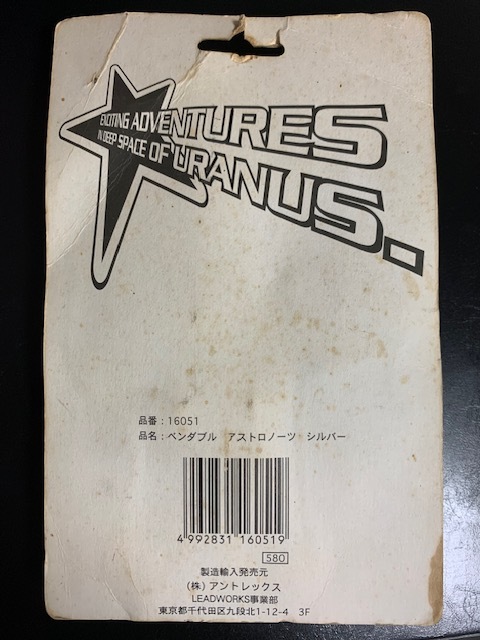 EXCITING ADVENTURES
IN DEEP SPACE OF URANUS.
品番：16051
品名：ベンダブル　アストロノーツ　シルバー
4 992831 160519
580
製造輸入発売元
（株）アントレックス
LEADWORKS事業部
東京都千代田区九段北1-12-4　3F